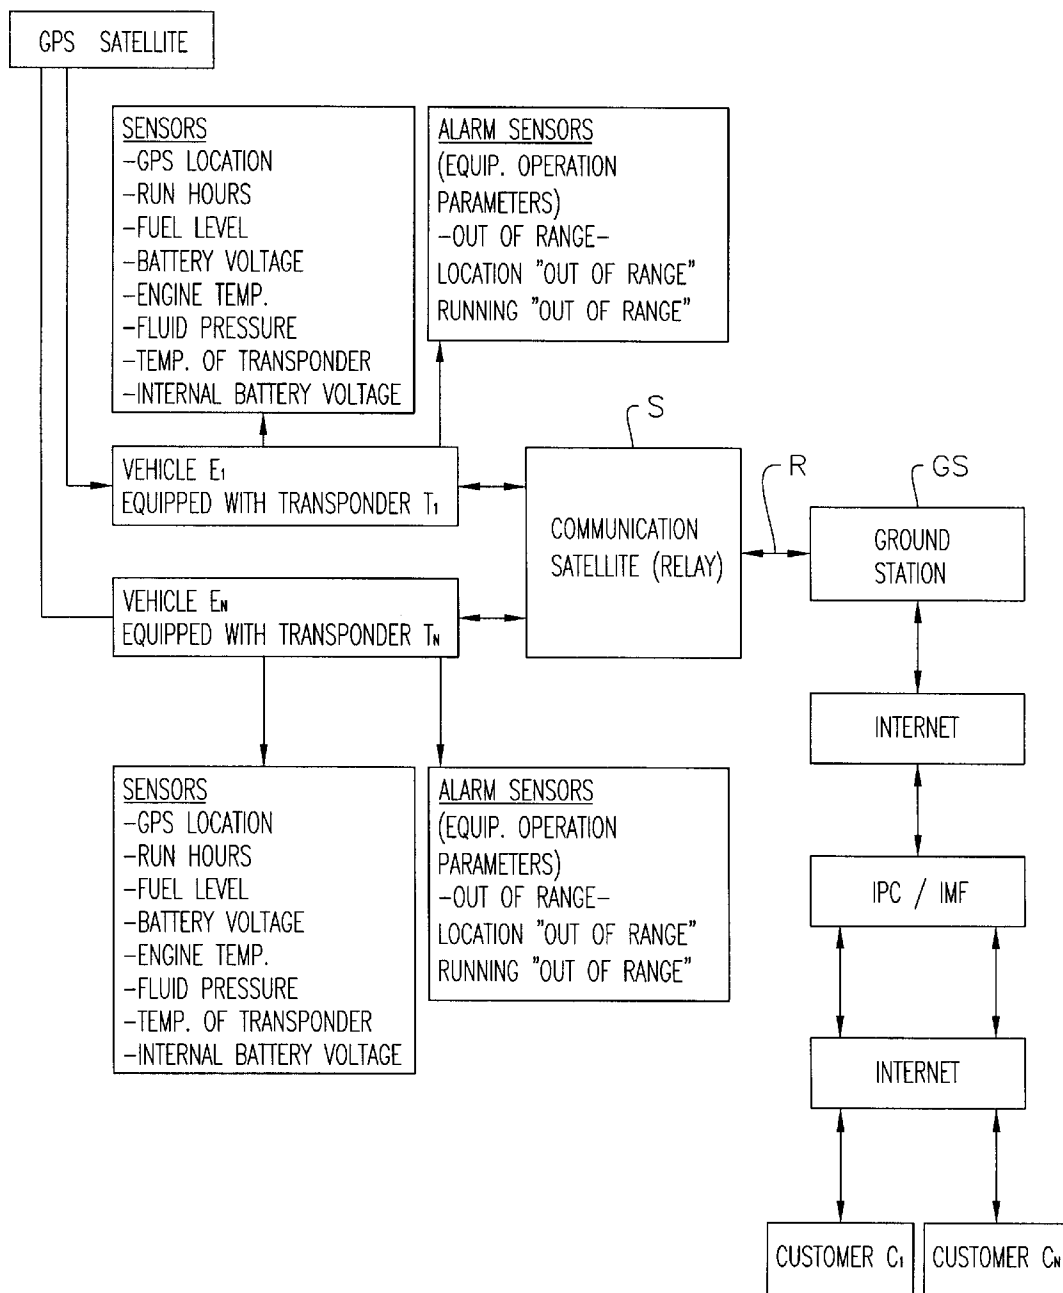 GPS SATELLITE
SENSORS
-GPS LOCATION
-RUN HOURS
-FUEL LEVEL
-BATTERY VOLTAGE
-ENGINE TEMP.
-FLUID PRESSURE
-TEMP. OF TRANSPONDER
-INTERNAL BATTERY VOLTAGE
ALARM SENSORS
(EQUIP. OPERATION
PARAMETERS)
-OUT OF RANGE-
LOCATION "OUT OF RANGE"
RUNNING "OUT OF RANGE"
VEHICLE E1
EQUIPPED WITH TRANSPONDER T1
S
COMMUNICATION
SATELLITE (RELAY)
R
GS
GROUND
STATION
VEHICLE EN
EQUIPPED WITH TRANSPONDER TN
INTERNET
SENSORS
-GPS LOCATION
-RUN HOURS
-FUEL LEVEL
-BATTERY VOLTAGE
-ENGINE TEMP.
-FLUID PRESSURE
-TEMP. OF TRANSPONDER
-INTERNAL BATTERY VOLTAGE
ALARM SENSORS
(EQUIP. OPERATION
PARAMETERS)
-OUT OF RANGE-
LOCATION "OUT OF RANGE"
RUNNING "OUT OF RANGE"
IPC / IMF
INTERNET
CUSTOMER C1
CUSTOMER CN